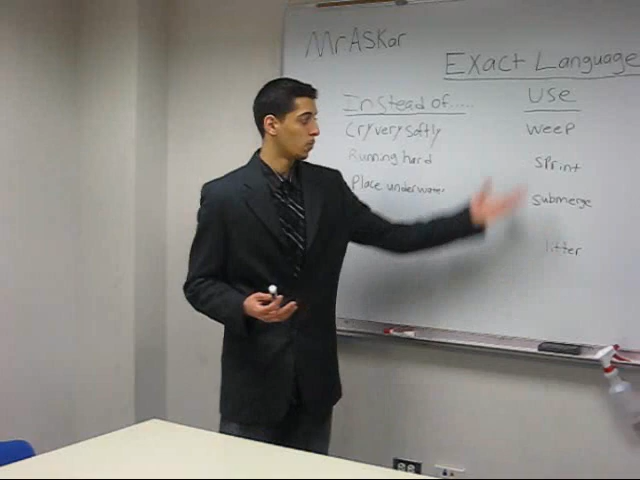 MrASKar
Exact Language
Instead of.....
Use
Cry very softly
weep
Running hard
sprint
Place underwater
submerge
litter